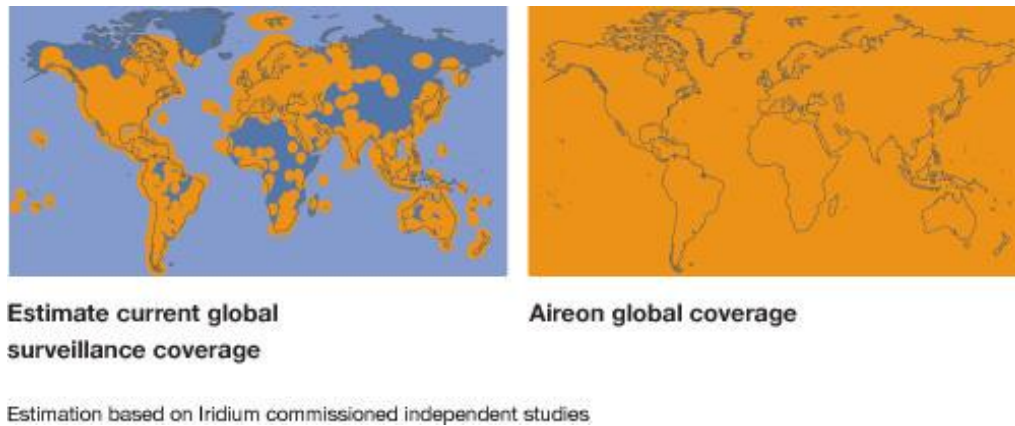 Estimate current global
surveillance coverage
Aireon global coverage
Estimation based on Iridium commissioned independent studies